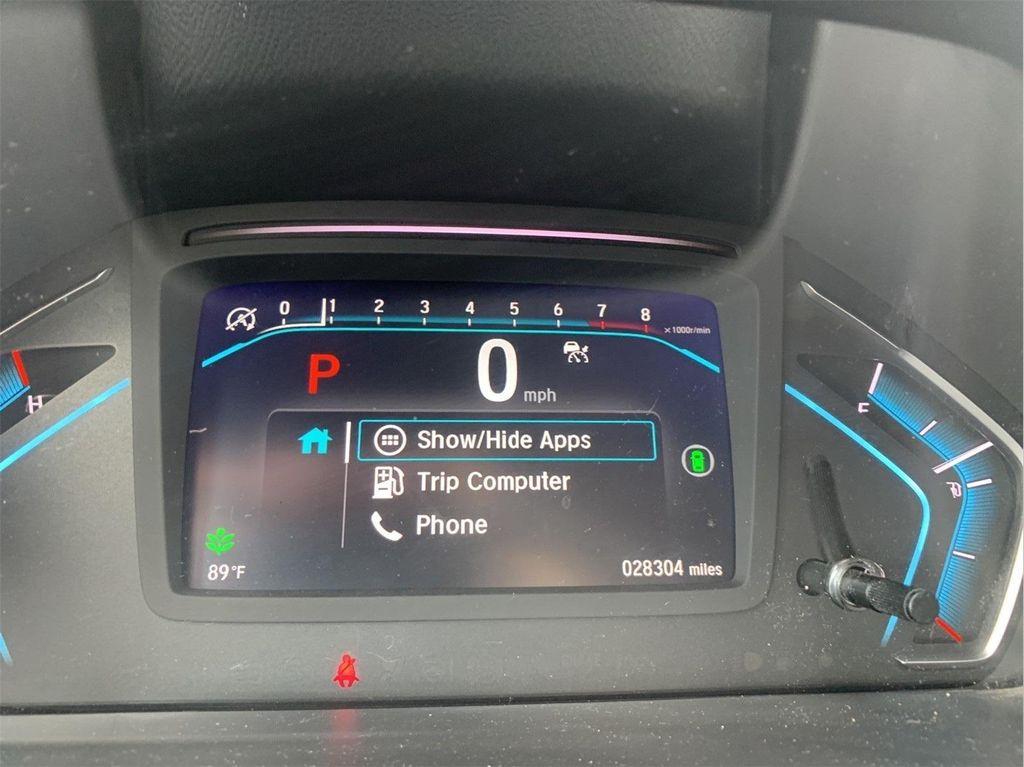 0 1 2 3 4 5 6 7 8
x1000r/min
P
0 mph
H
F
Show/Hide Apps
Trip Computer
Phone
89°F
028304 miles